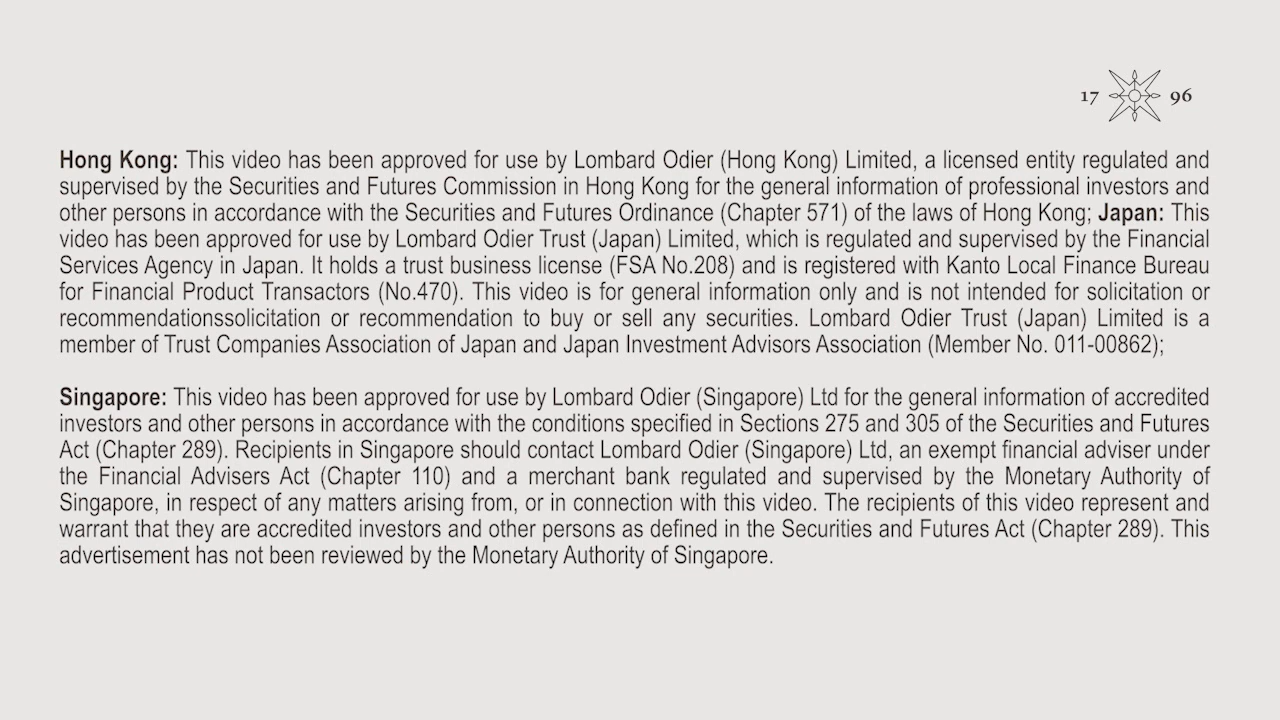 17 96
Hong Kong: This video has been approved for use by Lombard Odier (Hong Kong) Limited, a licensed entity regulated and
supervised by the Securities and Futures Commission in Hong Kong for the general information of professional investors and
other persons in accordance with the Securities and Futures Ordinance (Chapter 571) of the laws of Hong Kong; Japan: This
video has been approved for use by Lombard Odier Trust (Japan) Limited, which is regulated and supervised by the Financial
Services Agency in Japan. It holds a trust business license (FSA No.208) and is registered with Kanto Local Finance Bureau
for Financial Product Transactors (No.470). This video is for general information only and is not intended for solicitation or
recommendationssolicitation or recommendation to buy or sell any securities. Lombard Odier Trust (Japan) Limited is a
member of Trust Companies Association of Japan and Japan Investment Advisors Association (Member No. 011-00862);
Singapore: This video has been approved for use by Lombard Odier (Singapore) Ltd for the general information of accredited
investors and other persons in accordance with the conditions specified in Sections 275 and 305 of the Securities and Futures
Act (Chapter 289). Recipients in Singapore should contact Lombard Odier (Singapore) Ltd, an exempt financial adviser under
the Financial Advisers Act (Chapter 110) and a merchant bank regulated and supervised by the Monetary Authority of
Singapore, in respect of any matters arising from, or in connection with this video. The recipients of this video represent and
warrant that they are accredited investors and other persons as defined in the Securities and Futures Act (Chapter 289). This
advertisement has not been reviewed by the Monetary Authority of Singapore.